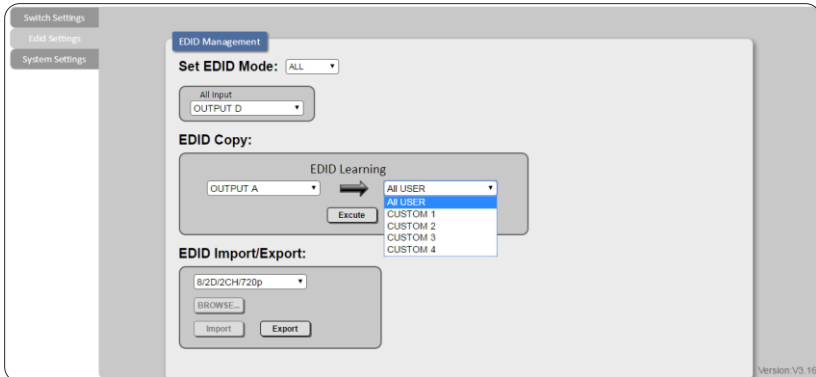 Switch Settings
Edid Settings
System Settings
EDID Management
Set EDID Mode: ALL
All Input
OUTPUT D
EDID Copy:
EDID Learning
OUTPUT A
All USER
All USER
CUSTOM 1
CUSTOM 2
CUSTOM 3
CUSTOM 4
Excute
EDID Import/Export:
8/2D/2CH/720p
BROWSE...
Import
Export
Version:V3.16